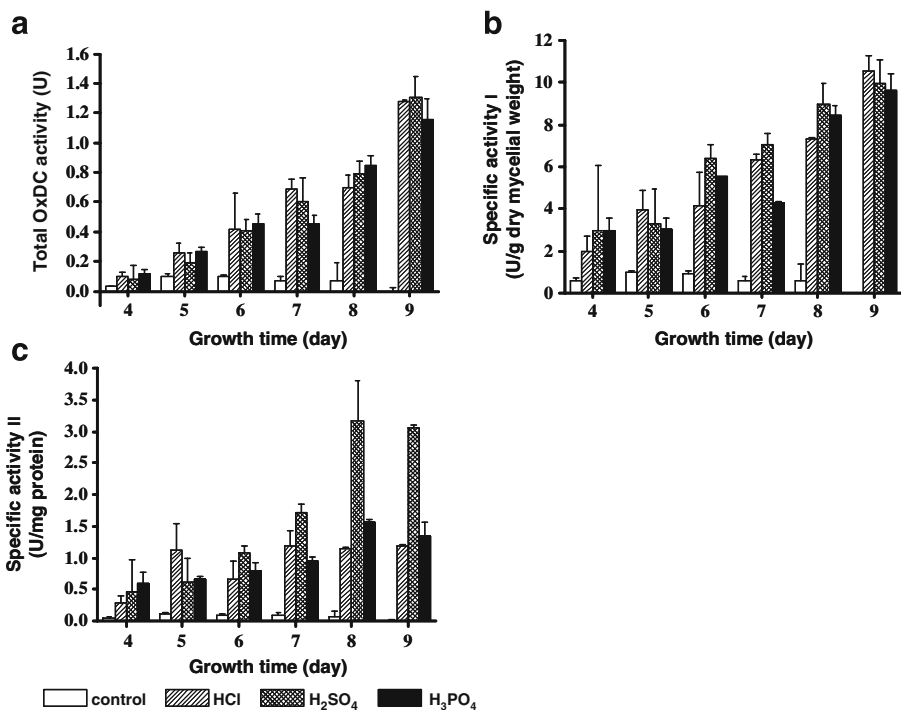 a
Total OxDC activity (U)
1.6
1.4
1.2
1.0
0.8
0.6
0.4
0.2
0.0
4 5 6 7 8 9
Growth time (day)
b
Specific activity I
(U/g dry mycelial weight)
12
10
8
6
4
2
0
4 5 6 7 8 9
Growth time (day)
c
Specific activity II
(U/mg protein)
4.0
3.5
3.0
2.5
2.0
1.5
1.0
0.5
0.0
4 5 6 7 8 9
Growth time (day)
control HCl H₂SO₄ H₃PO₄